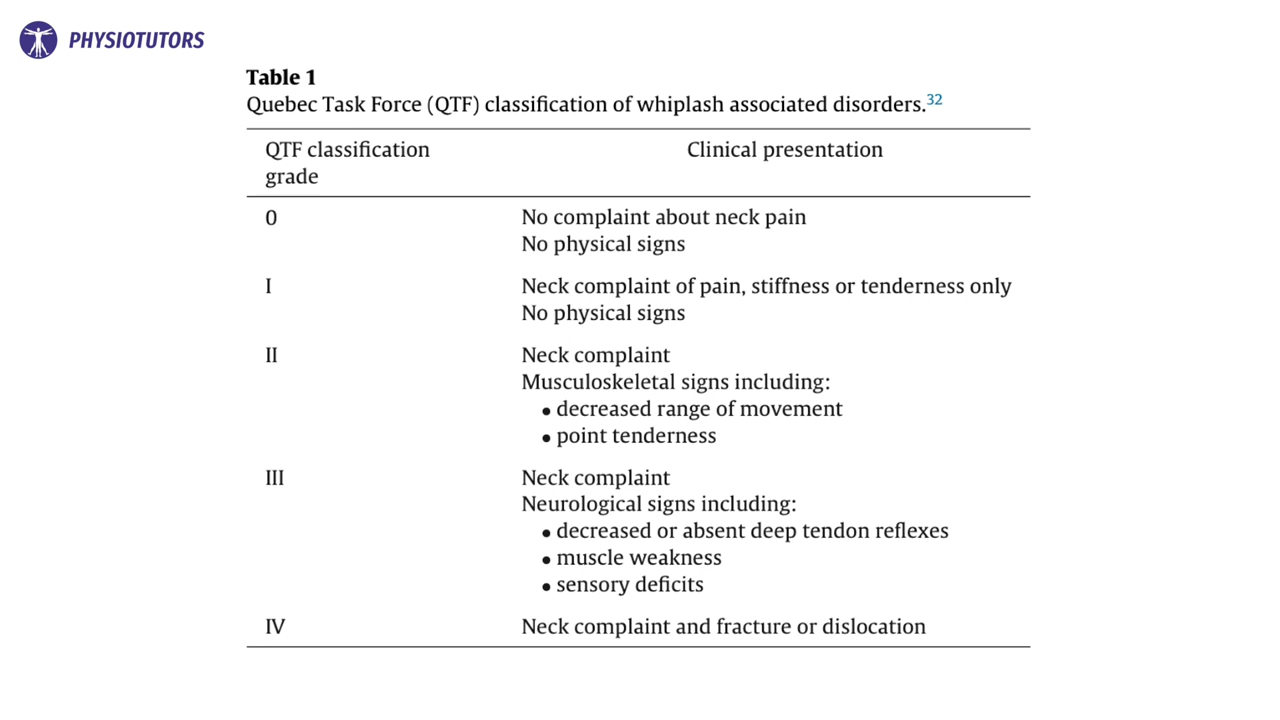 PHYSIOTUTORS
Table 1
Quebec Task Force (QTF) classification of whiplash associated disorders.32
QTF classification grade
Clinical presentation
0
No complaint about neck pain
No physical signs
I
Neck complaint of pain, stiffness or tenderness only
No physical signs
II
Neck complaint
Musculoskeletal signs including:
• decreased range of movement
• point tenderness
III
Neck complaint
Neurological signs including:
• decreased or absent deep tendon reflexes
• muscle weakness
• sensory deficits
IV
Neck complaint and fracture or dislocation